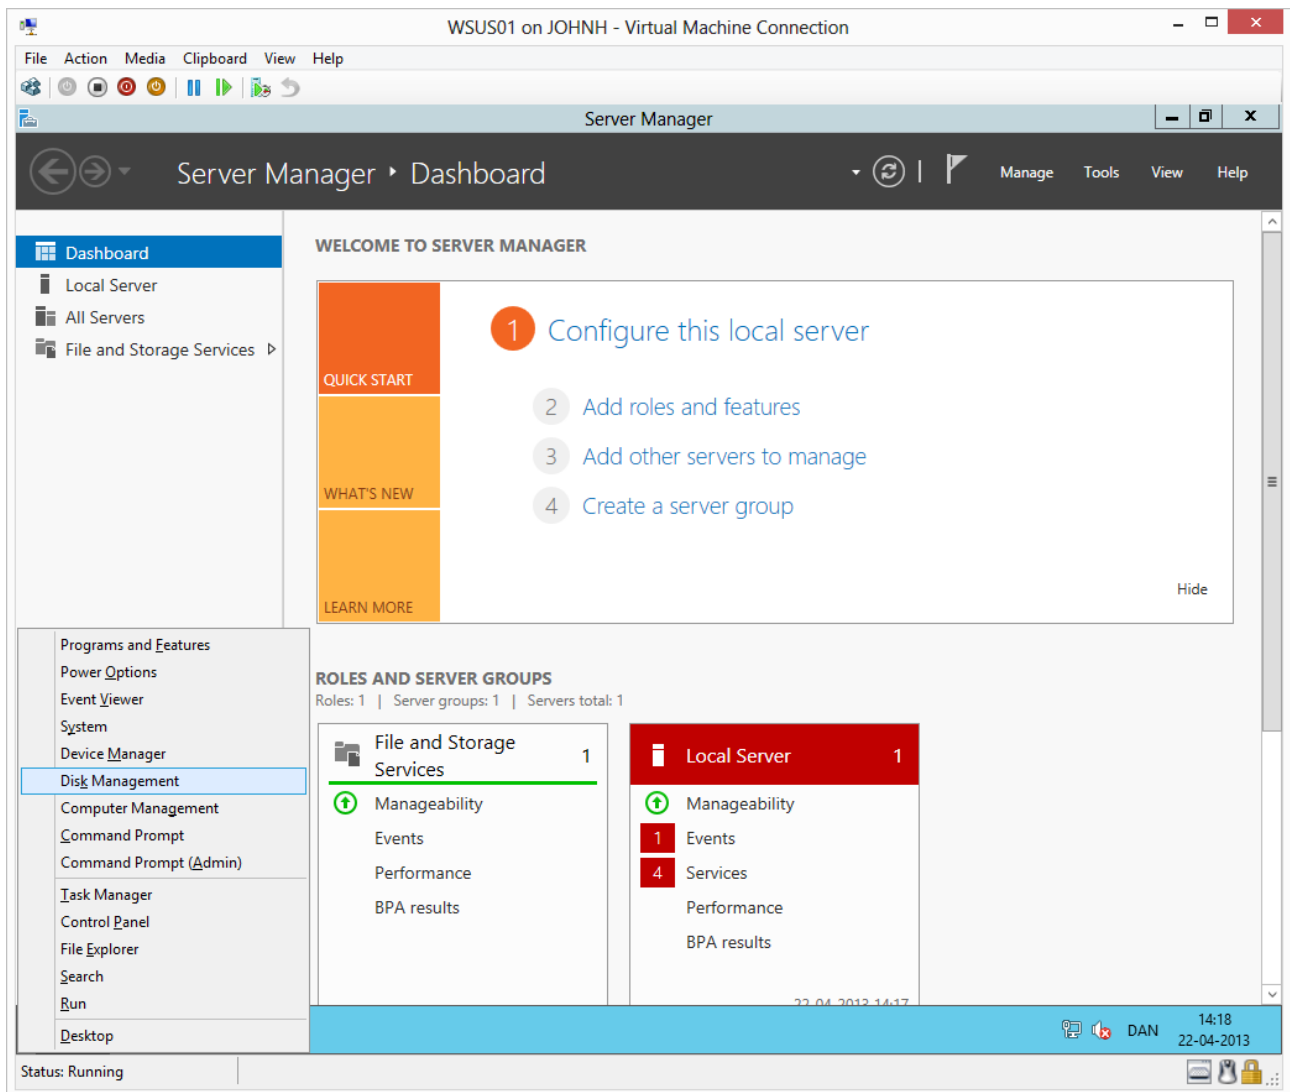 WSUS01 on JOHNH - Virtual Machine Connection
File Action Media Clipboard View Help
Server Manager
Server Manager • Dashboard
Manage Tools View Help
Dashboard
Local Server
All Servers
File and Storage Services
WELCOME TO SERVER MANAGER
QUICK START
WHAT'S NEW
LEARN MORE
1 Configure this local server
2 Add roles and features
3 Add other servers to manage
4 Create a server group
Hide
ROLES AND SERVER GROUPS
Roles: 1 | Server groups: 1 | Servers total: 1
File and Storage
Services 1
Manageability
Events
Performance
BPA results
Local Server 1
Manageability
1 Events
4 Services
Performance
BPA results
22-04-2013 14:17
Programs and Features
Power Options
Event Viewer
System
Device Manager
Disk Management
Computer Management
Command Prompt
Command Prompt (Admin)
Task Manager
Control Panel
File Explorer
Search
Run
Desktop
DAN
14:18
22-04-2013
Status: Running